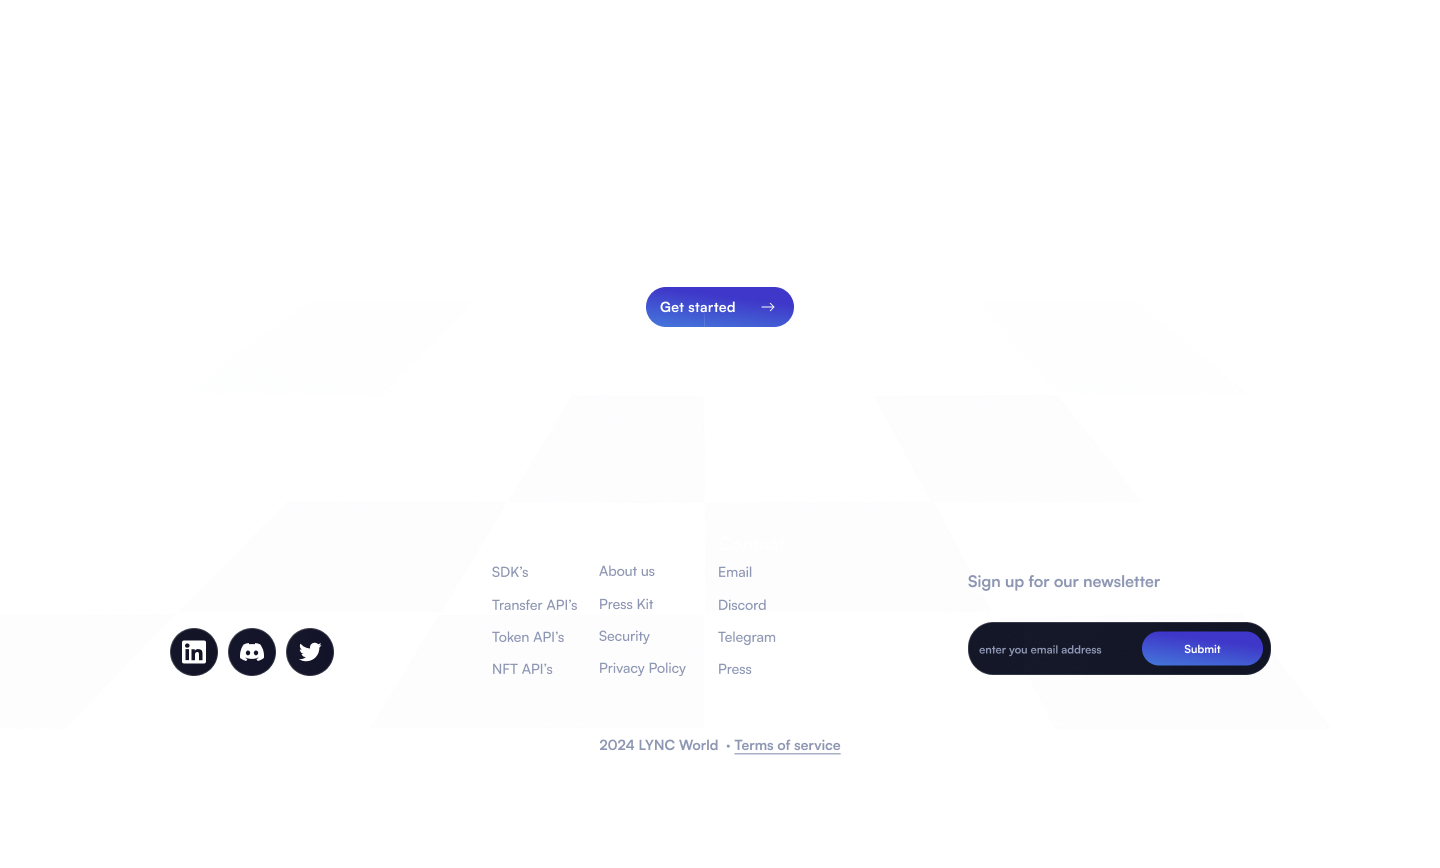 Get started
SDK's
Transfer API's
Token API's
NFT API's
About us
Press Kit
Security
Privacy Policy
Email
Discord
Telegram
Press
Sign up for our newsletter
enter you email address
Submit
2024 LYNC World · Terms of service